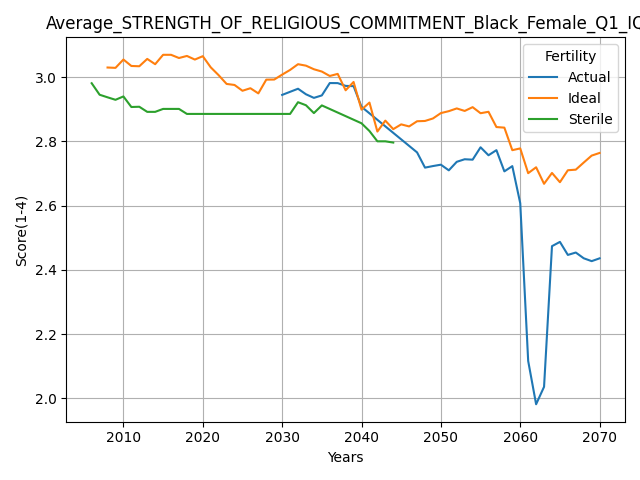 Average_STRENGTH_OF_RELIGIOUS_COMMITMENT_Black_Female_Q1_IQ
Fertility
Actual
Ideal
Sterile
Score(1-4)
3.0
2.8
2.6
2.4
2.2
2.0
2010 2020 2030 2040 2050 2060 2070
Years